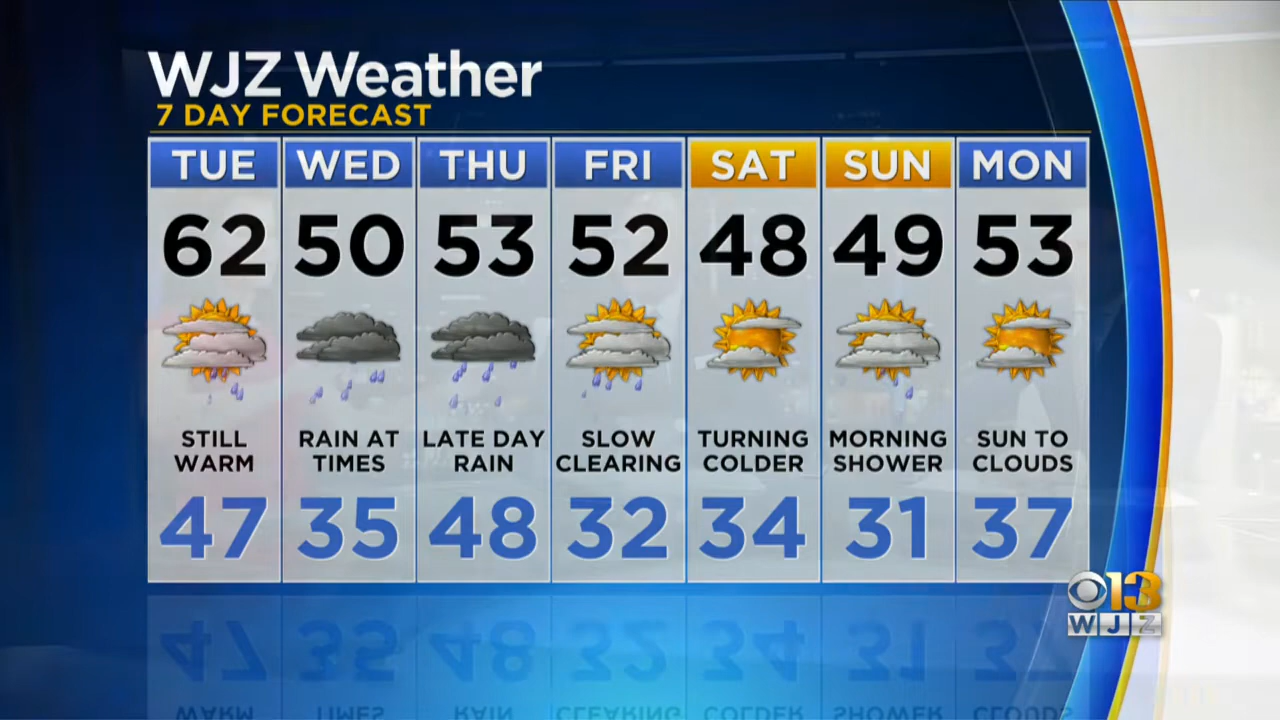 WJZ Weather
7 DAY FORECAST
TUE WED THU FRI SAT SUN MON
62 50 53 52 48 49 53
STILL WARM
RAIN AT TIMES
LATE DAY RAIN
SLOW CLEARING
TURNING COLDER
MORNING SHOWER
SUN TO CLOUDS
47 35 48 32 34 31 37
13
WJZ